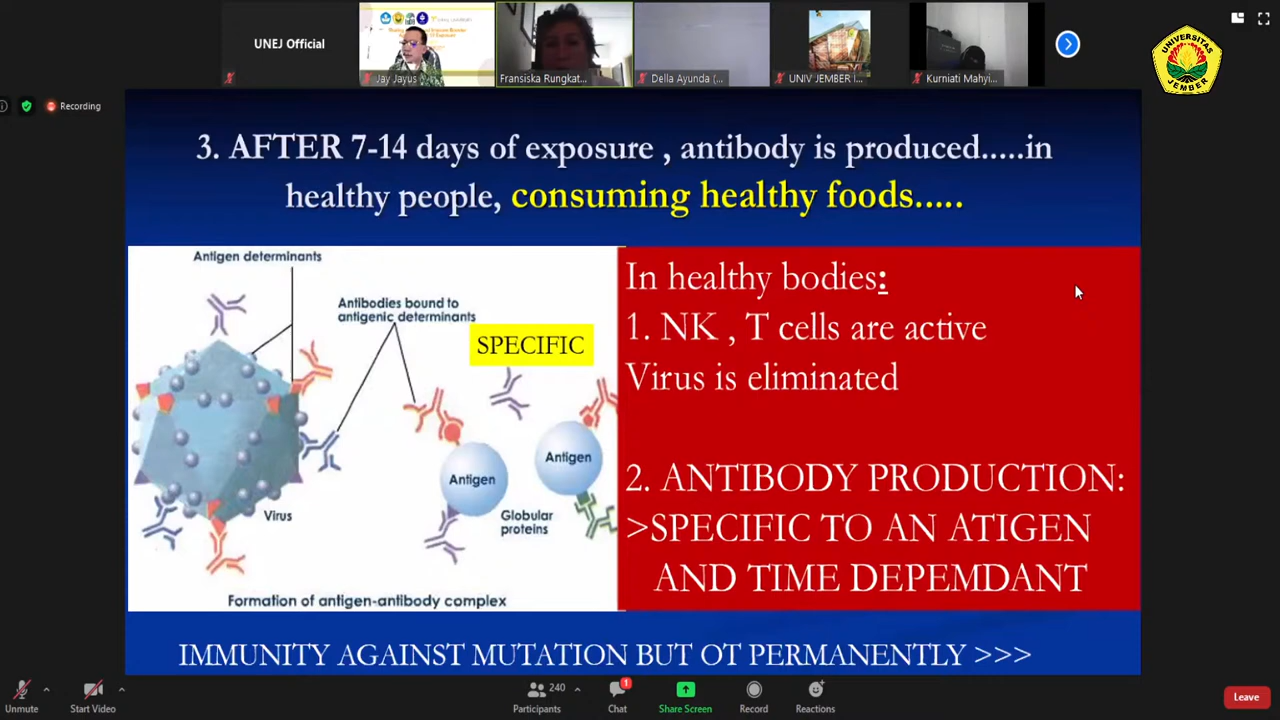 UNEJ Official
Jay Jayus
Fransiska Rungkat...
Della Ayunda (...
UNIV JEMBER I...
Kurniati Mahyi...
UNIVERSITAS
JEMBER
Recording
3. AFTER 7-14 days of exposure , antibody is produced.....in
healthy people, consuming healthy foods.....
Antigen determinants
Antibodies bound to
antigenic determinants
SPECIFIC
Antigen
Antigen
Virus
Globular
proteins
Formation of antigen-antibody complex
In healthy bodies:
1. NK , T cells are active
Virus is eliminated
2. ANTIBODY PRODUCTION:
>SPECIFIC TO AN ATIGEN
AND TIME DEPEMDANT
IMMUNITY AGAINST MUTATION BUT OT PERMANENTLY >>>
Unmute
Start Video
240
Participants
1
Chat
Share Screen
Record
Reactions
Leave